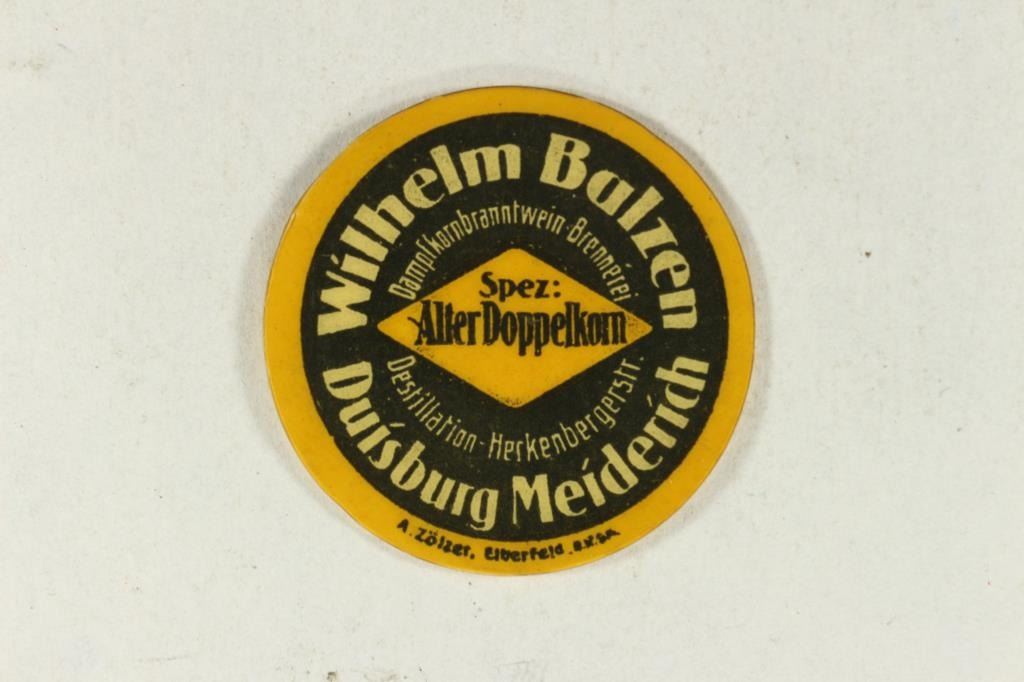 Wilhelm Balzen
Dampfkornbranntwein-Brennerei
Spez:
Alter Doppelkorn
Destillation-Herkenbergerstr.
Duisburg Meiderich
A. Zölzer, Elberfeld